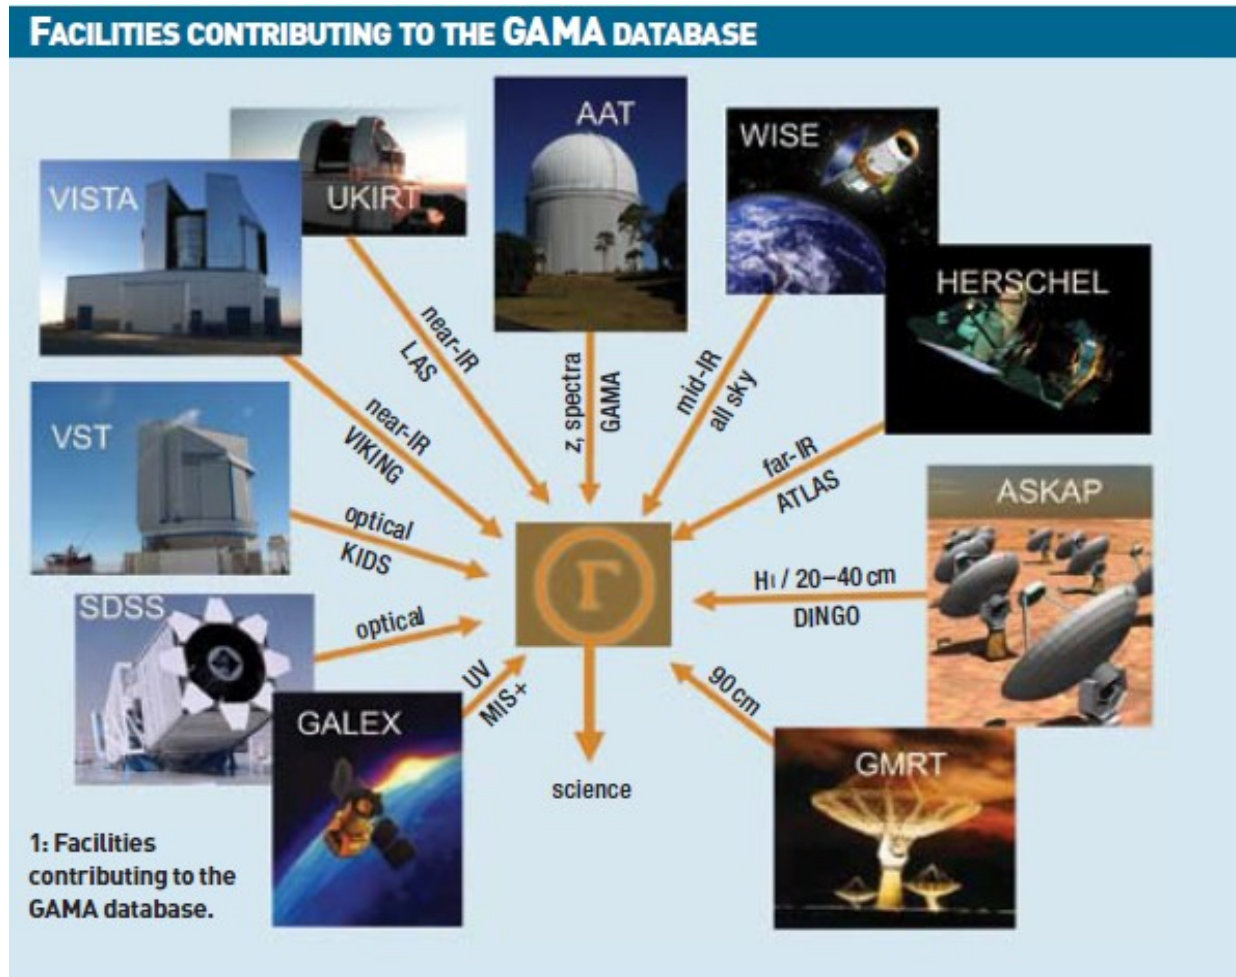 FACILITIES CONTRIBUTING TO THE GAMA DATABASE
AAT
WISE
VISTA
UKIRT
HERSCHEL
near-IR
LAS
z, spectra
GAMA
mid-IR
all sky
near-IR
VIKING
far-IR
ATLAS
VST
optical
KIDS
ASKAP
Γ
HI / 20–40 cm
DINGO
SDSS
optical
UV
MIS+
90 cm
GALEX
GMRT
science
1: Facilities
contributing to the
GAMA database.